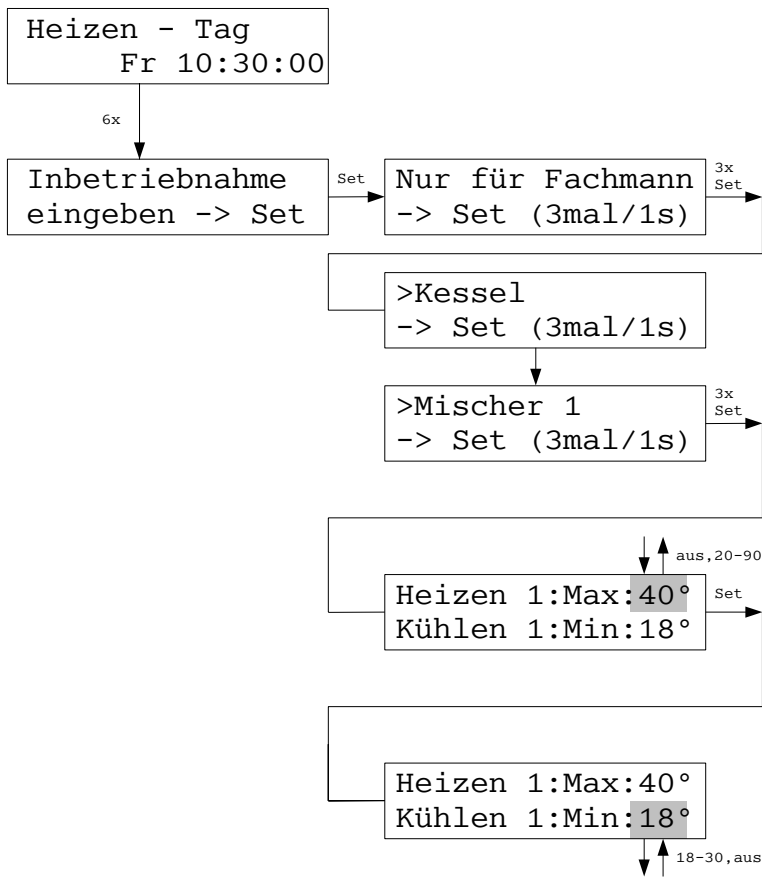 Heizen - Tag
Fr 10:30:00
6x
Inbetriebnahme
eingeben -> Set
Set
Nur für Fachmann
-> Set (3mal/1s)
3x
Set
>Kessel
-> Set (3mal/1s)
>Mischer 1
-> Set (3mal/1s)
3x
Set
aus,20-90
Heizen 1:Max:40°
Kühlen 1:Min:18°
Set
Heizen 1:Max:40°
Kühlen 1:Min:18°
18-30,aus